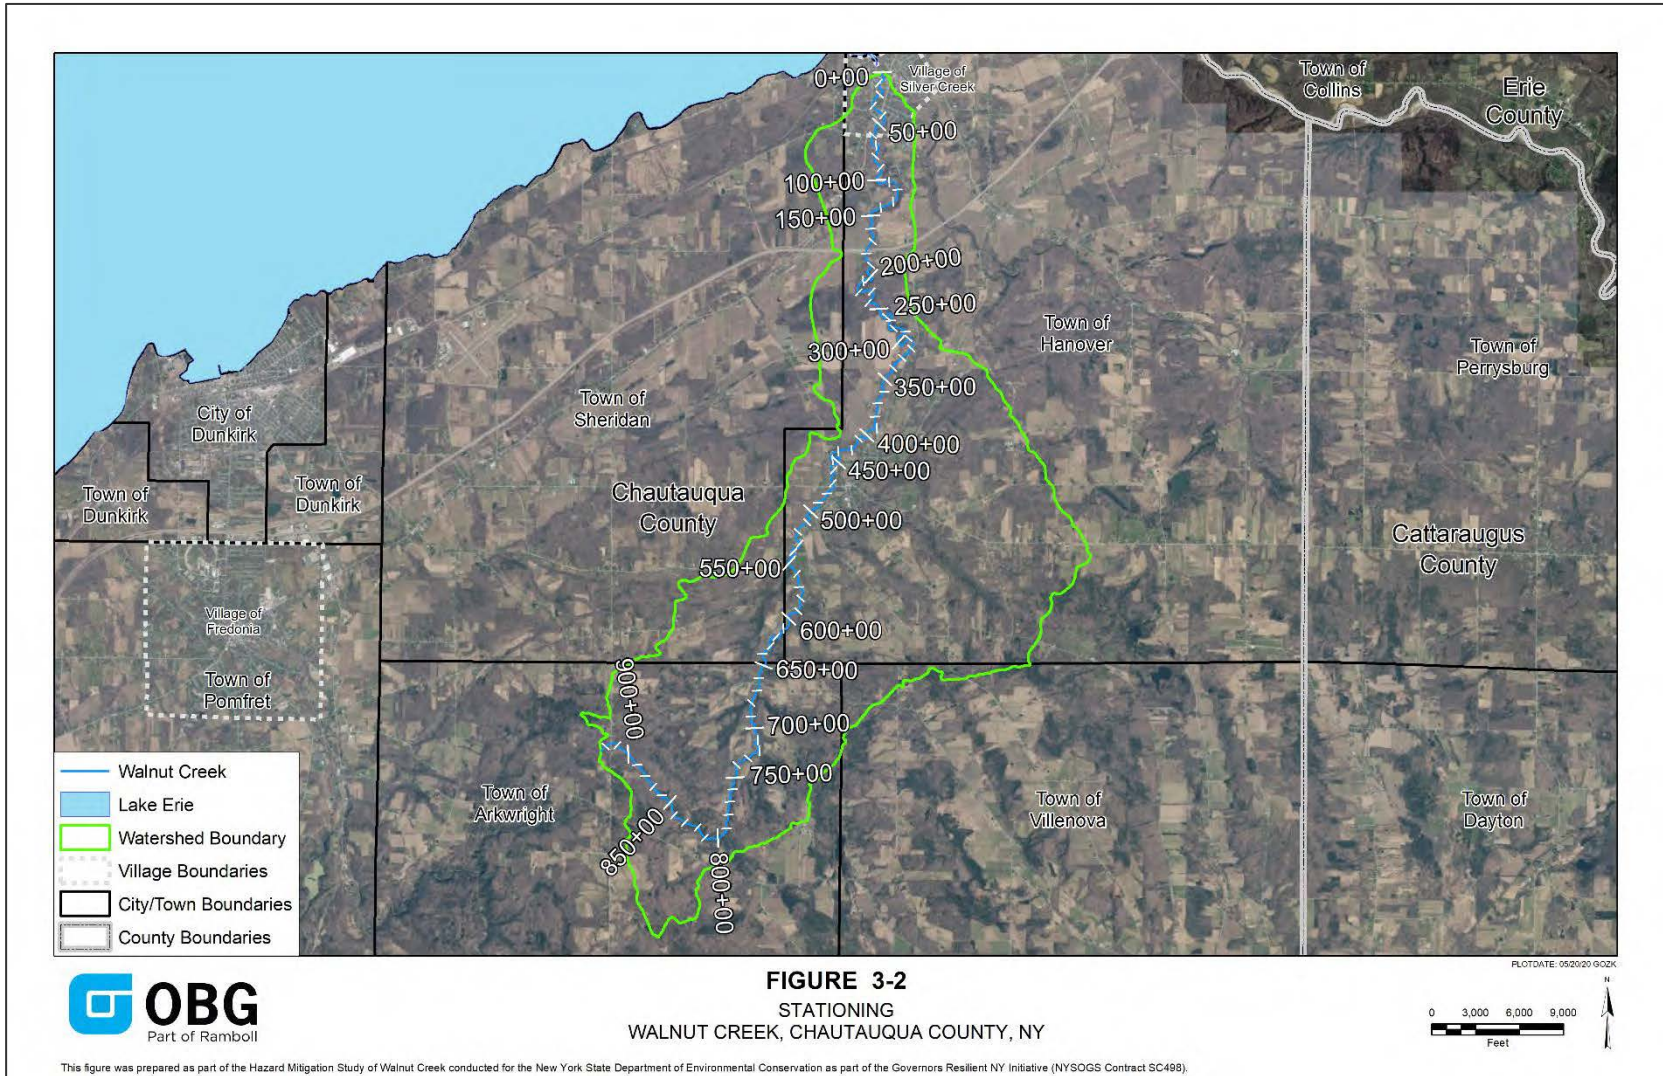 0+00
Village of
Silver Creek
Town of
Collins
Erie
County
50+00
100+00
150+00
200+00
250+00
Town of
Hanover
300+00
Town of
Perrysburg
350+00
Town of
Sheridan
City of
Dunkirk
400+00
450+00
Town of
Dunkirk
Town of
Dunkirk
Chautauqua
County
500+00
Cattaraugus
County
550+00
Village of
Fredonia
600+00
650+00
Town of
Pomfret
900+00
700+00
750+00
Town of
Arkwright
Town of
Villenova
Town of
Dayton
850+00
800+00
Walnut Creek
Lake Erie
Watershed Boundary
Village Boundaries
City/Town Boundaries
County Boundaries
PLOTDATE: 05/20/20 GOZK
OBG
Part of Ramboll
FIGURE 3-2
STATIONING
WALNUT CREEK, CHAUTAUQUA COUNTY, NY
N
0 3,000 6,000 9,000
Feet
This figure was prepared as part of the Hazard Mitigation Study of Walnut Creek conducted for the New York State Department of Environmental Conservation as part of the Governors Resilient NY Initiative (NYSOGS Contract SC498).